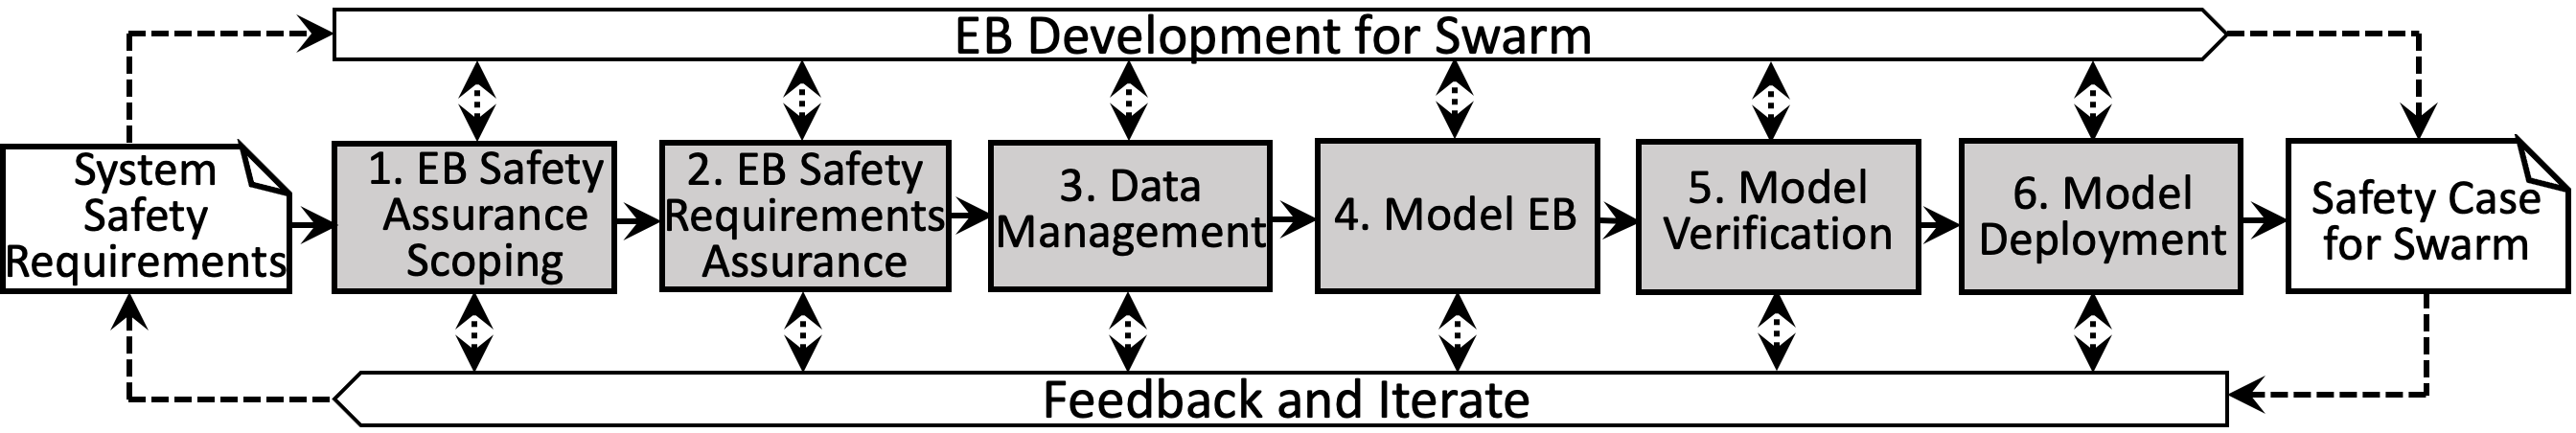 EB Development for Swarm
System
Safety
Requirements
1. EB Safety
Assurance
Scoping
2. EB Safety
Requirements
Assurance
3. Data
Management
4. Model EB
5. Model
Verification
6. Model
Deployment
Safety Case
for Swarm
Feedback and Iterate